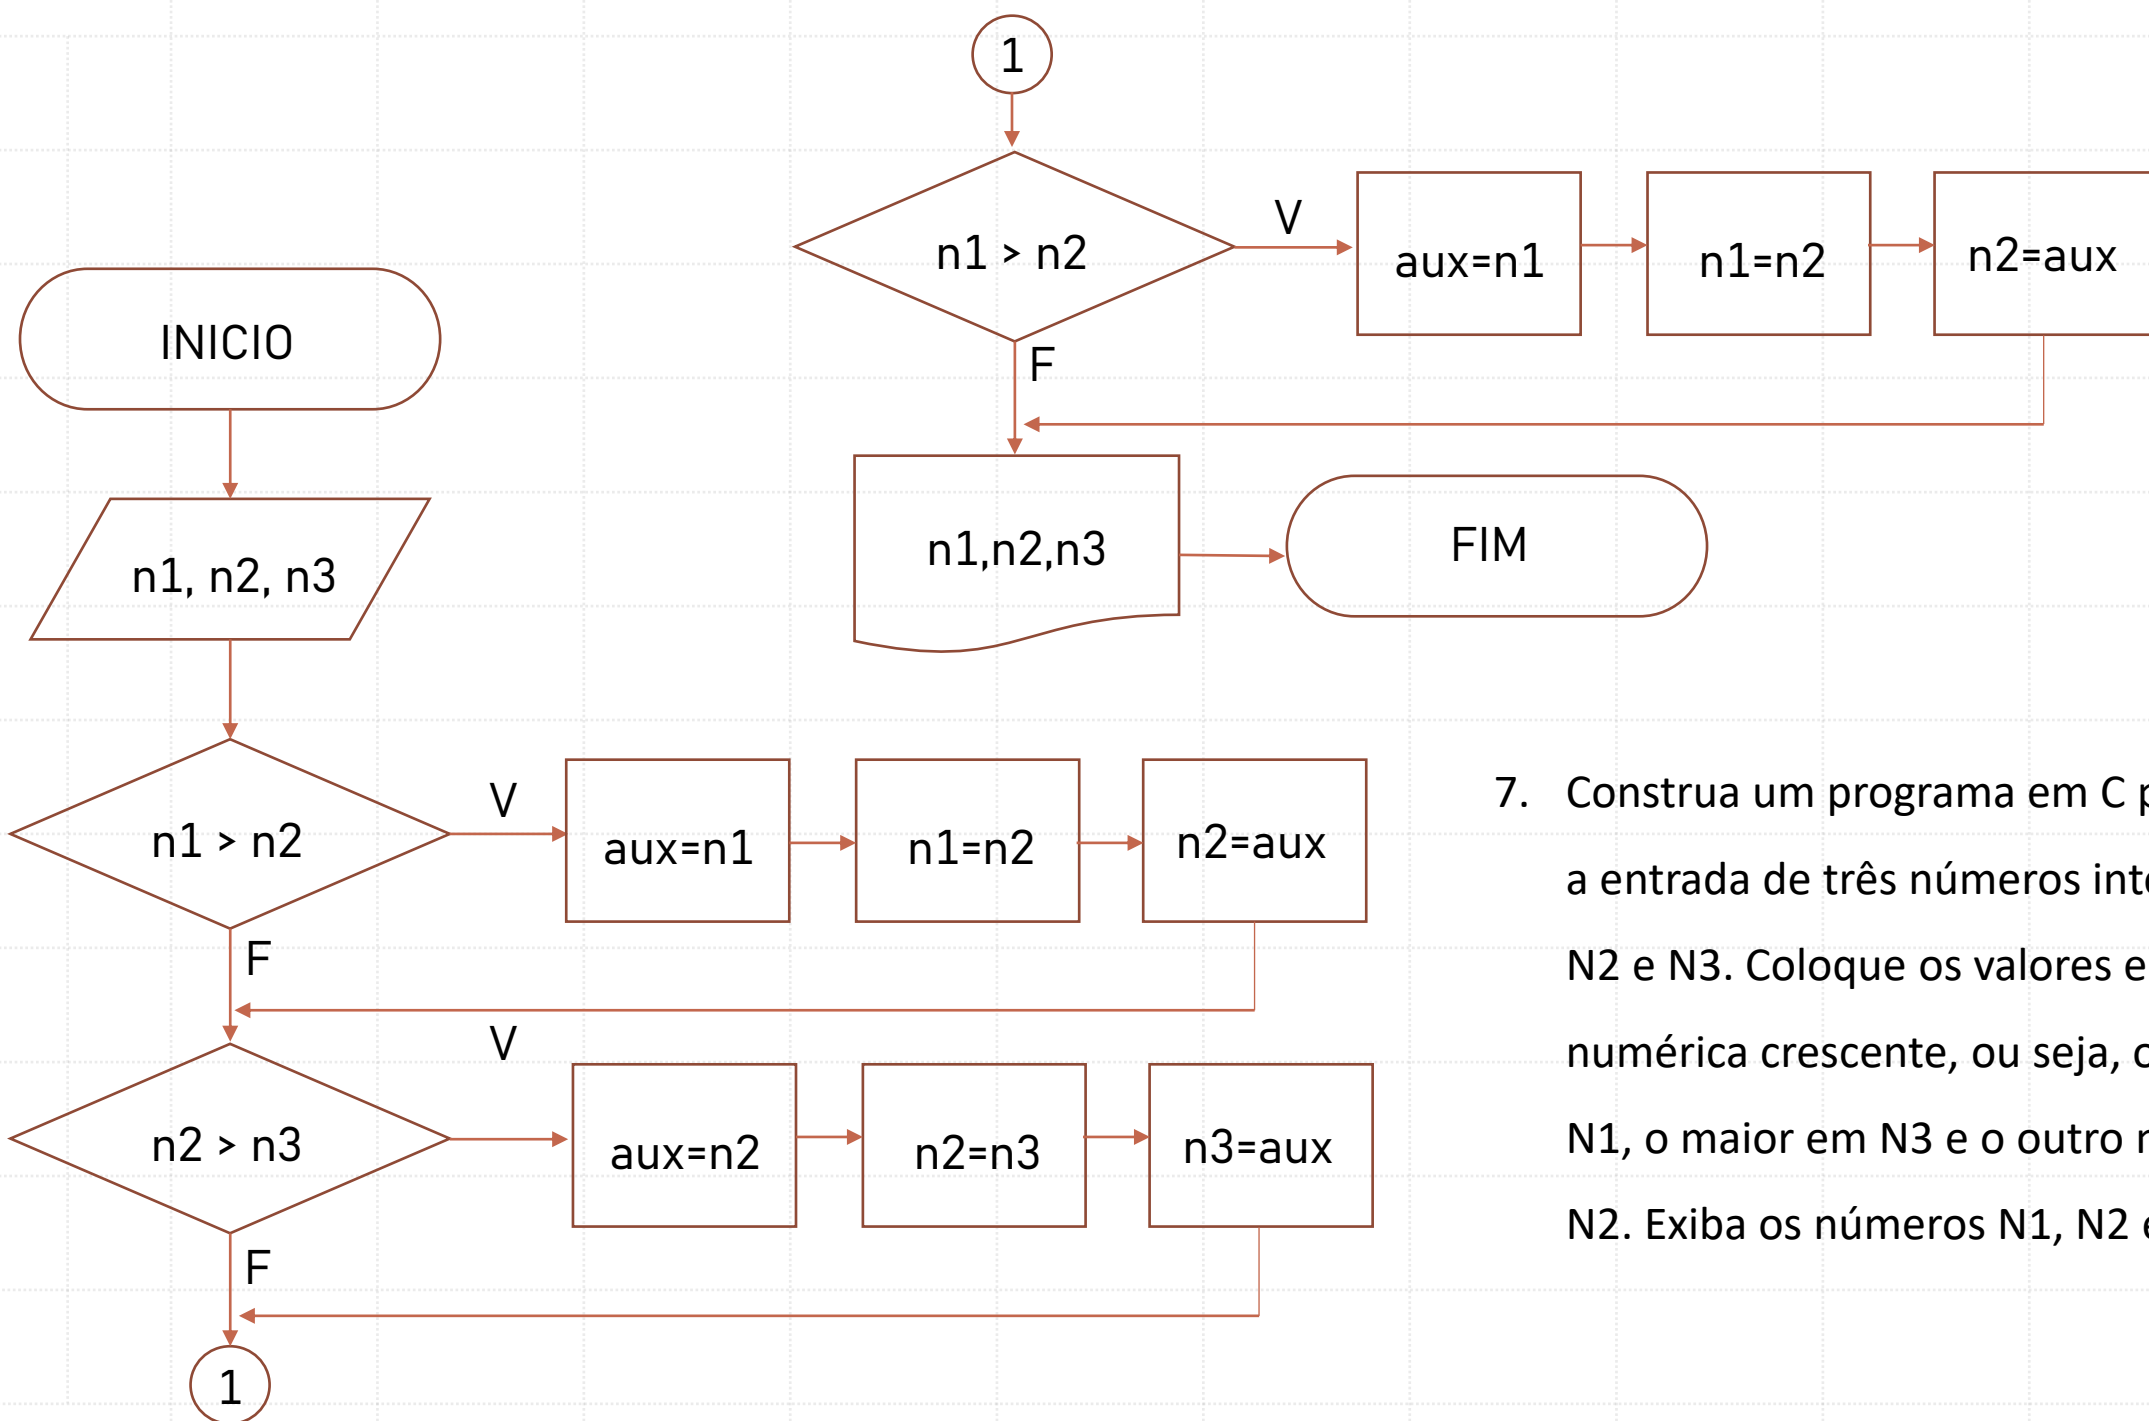 INICIO
n1, n2, n3
n1 > n2
V
aux=n1
n1=n2
n2=aux
F
n2 > n3
V
aux=n2
n2=n3
n3=aux
F
1
1
n1 > n2
V
aux=n1
n1=n2
n2=aux
F
n1,n2,n3
FIM
7. Construa um programa em C
a entrada de três números
N2 e N3. Coloque os valores
numérica crescente, ou seja,
N1, o maior em N3 e o outro
N2. Exiba os números N1, N2